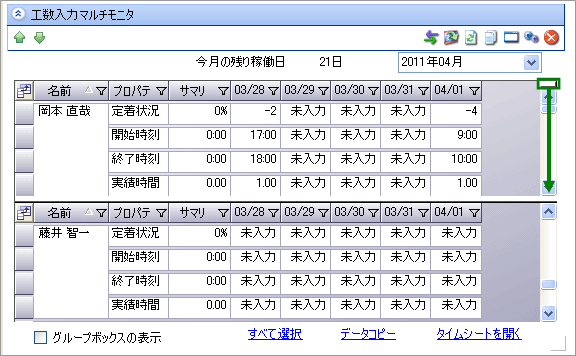 工数入力マルチモニタ
今月の残り稼働日 21日 2011年04月
名前 プロパテ サマリ 03/28 03/29 03/30 03/31 04/01
岡本 直哉 定着状況 0% -2 未入力 未入力 未入力 -4
開始時刻 0:00 17:00 未入力 未入力 未入力 9:00
終了時刻 0:00 18:00 未入力 未入力 未入力 10:00
実績時間 0.00 1.00 未入力 未入力 未入力 1.00
名前 プロパテ サマリ 03/28 03/29 03/30 03/31 04/01
藤井 智一 定着状況 0% 未入力 未入力 未入力 未入力 未入力
開始時刻 0:00 未入力 未入力 未入力 未入力 未入力
終了時刻 0:00 未入力 未入力 未入力 未入力 未入力
実績時間 0.00 未入力 未入力 未入力 未入力 未入力
グループボックスの表示 すべて選択 データコピー タイムシートを開く